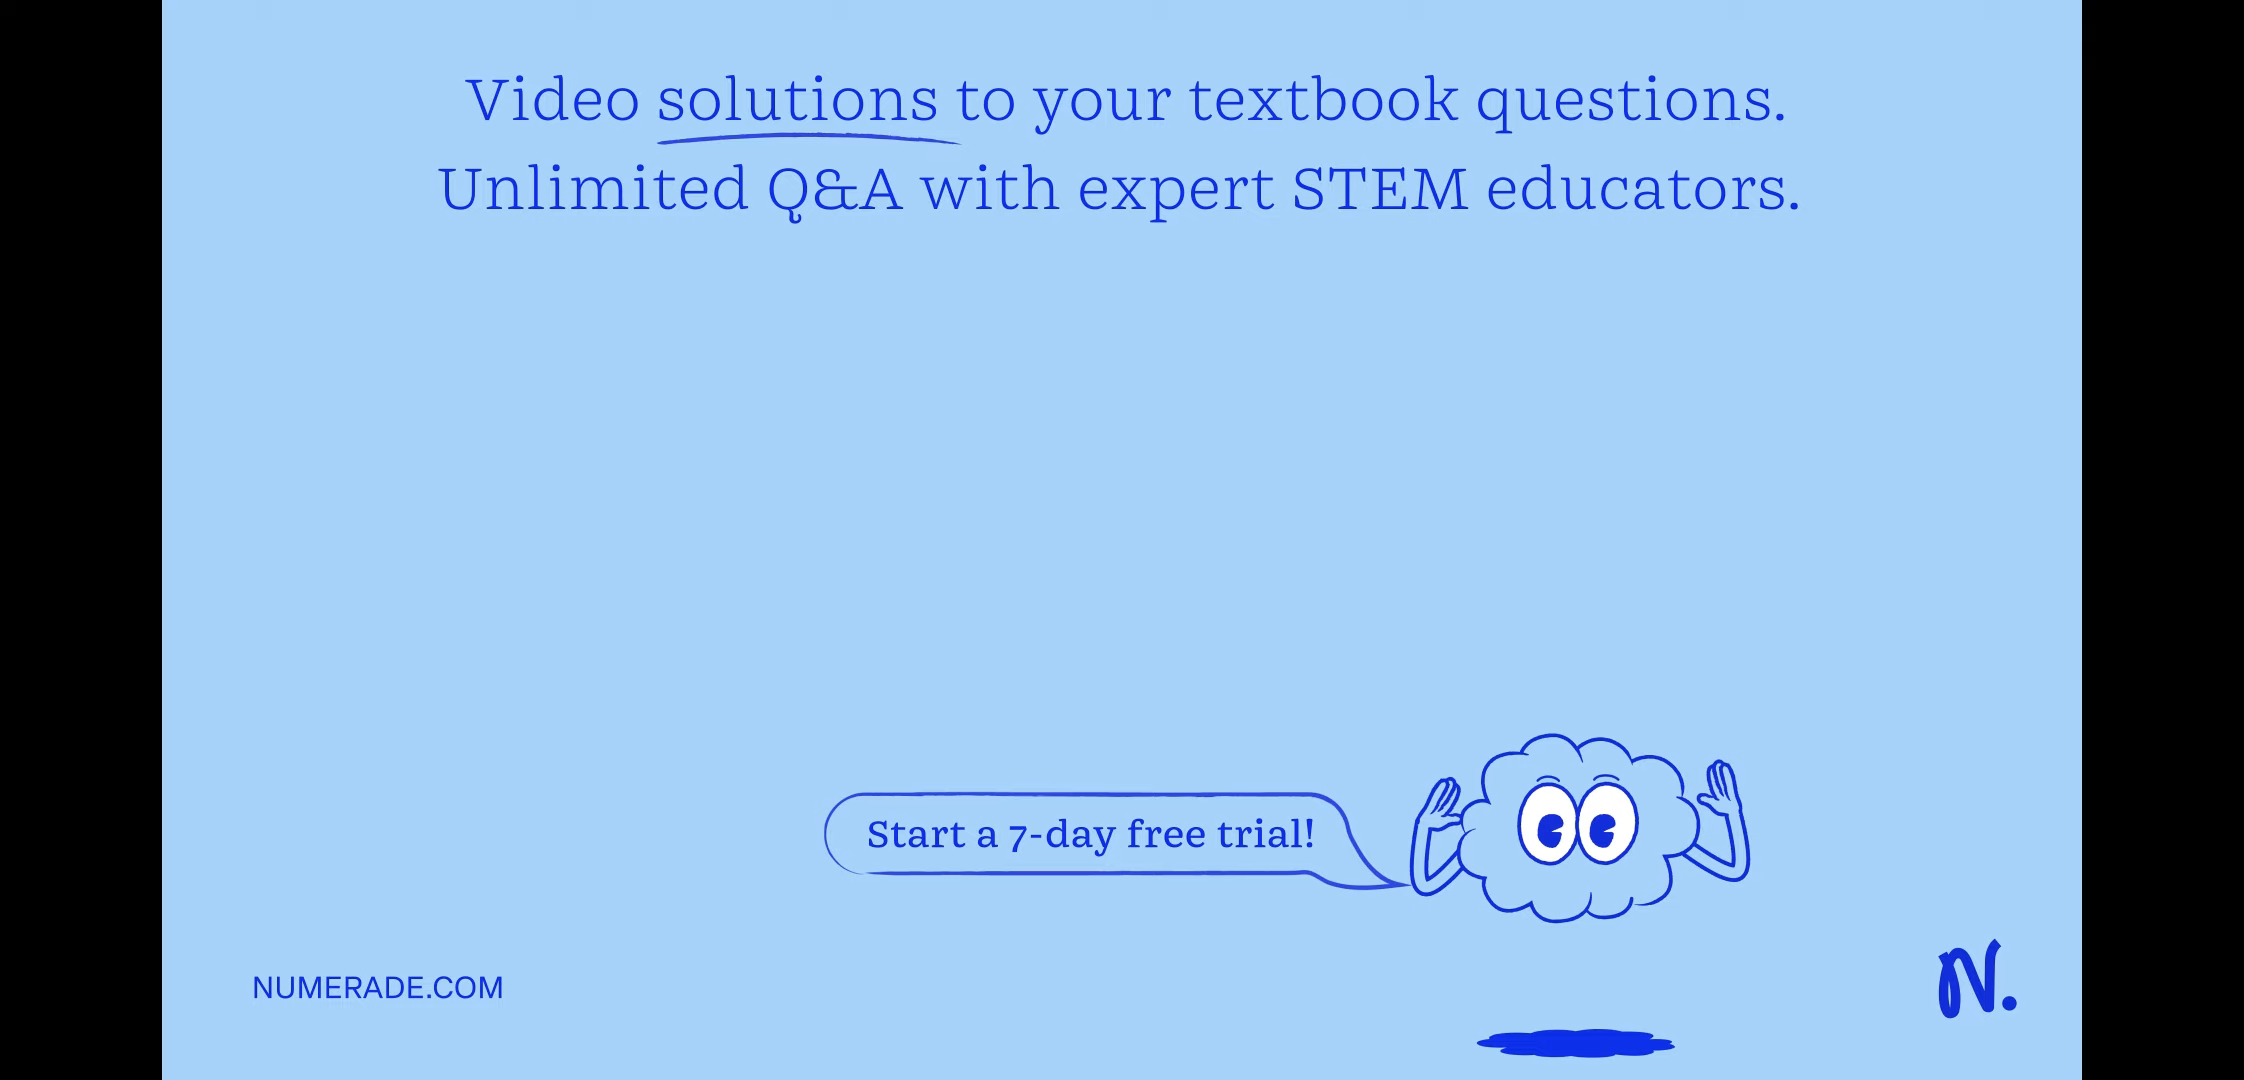 Video solutions to your textbook questions.
Unlimited Q&A with expert STEM educators.
Start a 7-day free trial!
NUMERADE.COM
N.